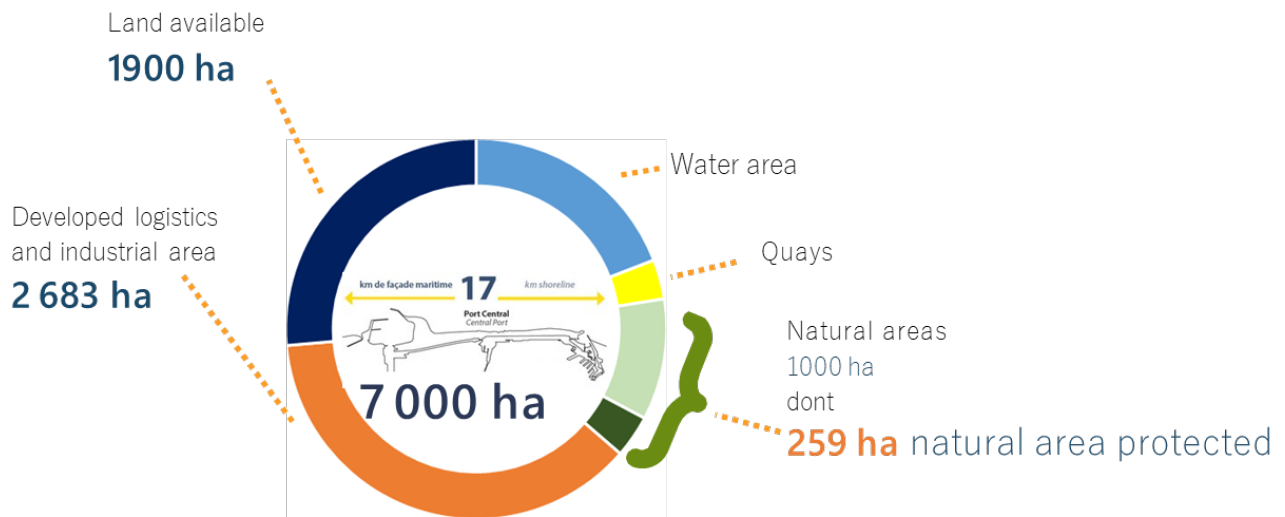 Land available
1900 ha
Water area
Developed logistics
and industrial area
2 683 ha
Quays
km de façade maritime 17 km shoreline
Port Central
Central Port
7 000 ha
Natural areas
1000 ha
dont
259 ha natural area protected